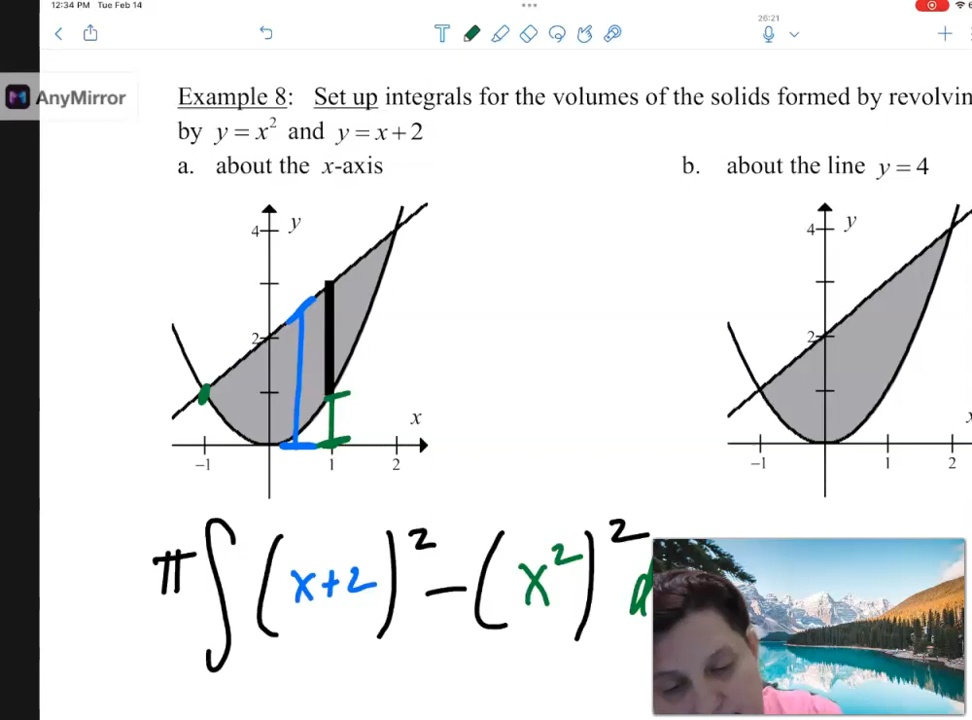 12:34 PM Tue Feb 14
26:21
AnyMirror
Example 8: Set up integrals for the volumes of the solids formed by revolvin
by y = x² and y = x + 2
a. about the x-axis
b. about the line y = 4
4 y
2
x
−1 1 2
4 y
2
x
−1 1 2
π∫(x+2)² − (x²)² d